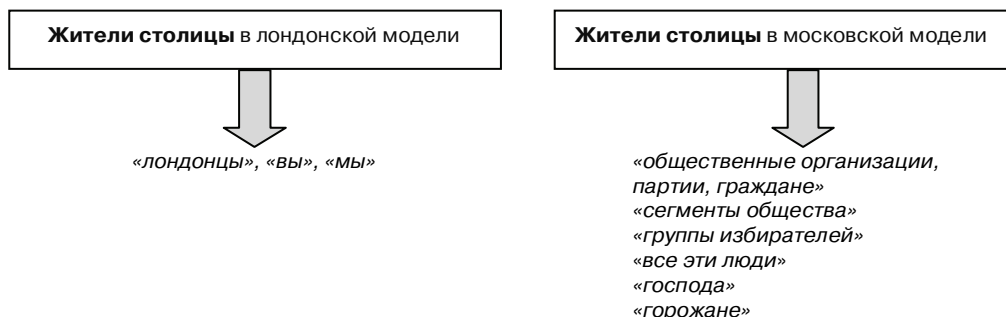 Жители столицы в лондонской модели
«лондонцы», «вы», «мы»
Жители столицы в московской модели
«общественные организации,
партии, граждане»
«сегменты общества»
«группы избирателей»
«все эти люди»
«господа»
«горожане»